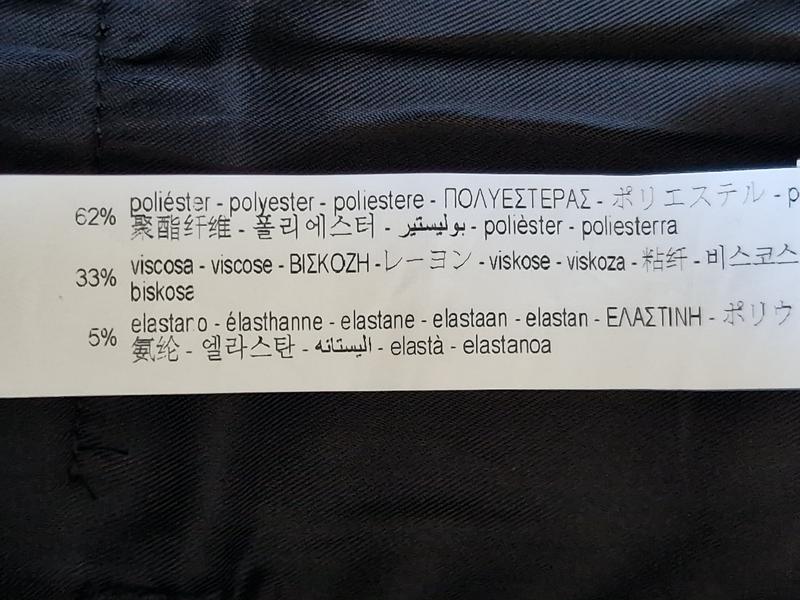 62% poliéster - polyester - poliestere - ΠΟΛΥΕΣΤΕΡΑΣ - ポリエステル - p
聚酯纤维 - 폴리에스터 - بوليستير - polièster - poliesterra
33% viscosa - viscose - ΒΙΣΚΟΖΗ -レーヨン - viskose - viskoza - 粘纤 - 비스코스
biskosa
5% elastano - élasthanne - elastane - elastaan - elastan - ΕΛΑΣΤΙΝΗ - ポリウ
氨纶 - 엘라스탄 - اليستانه - elastà - elastanoa